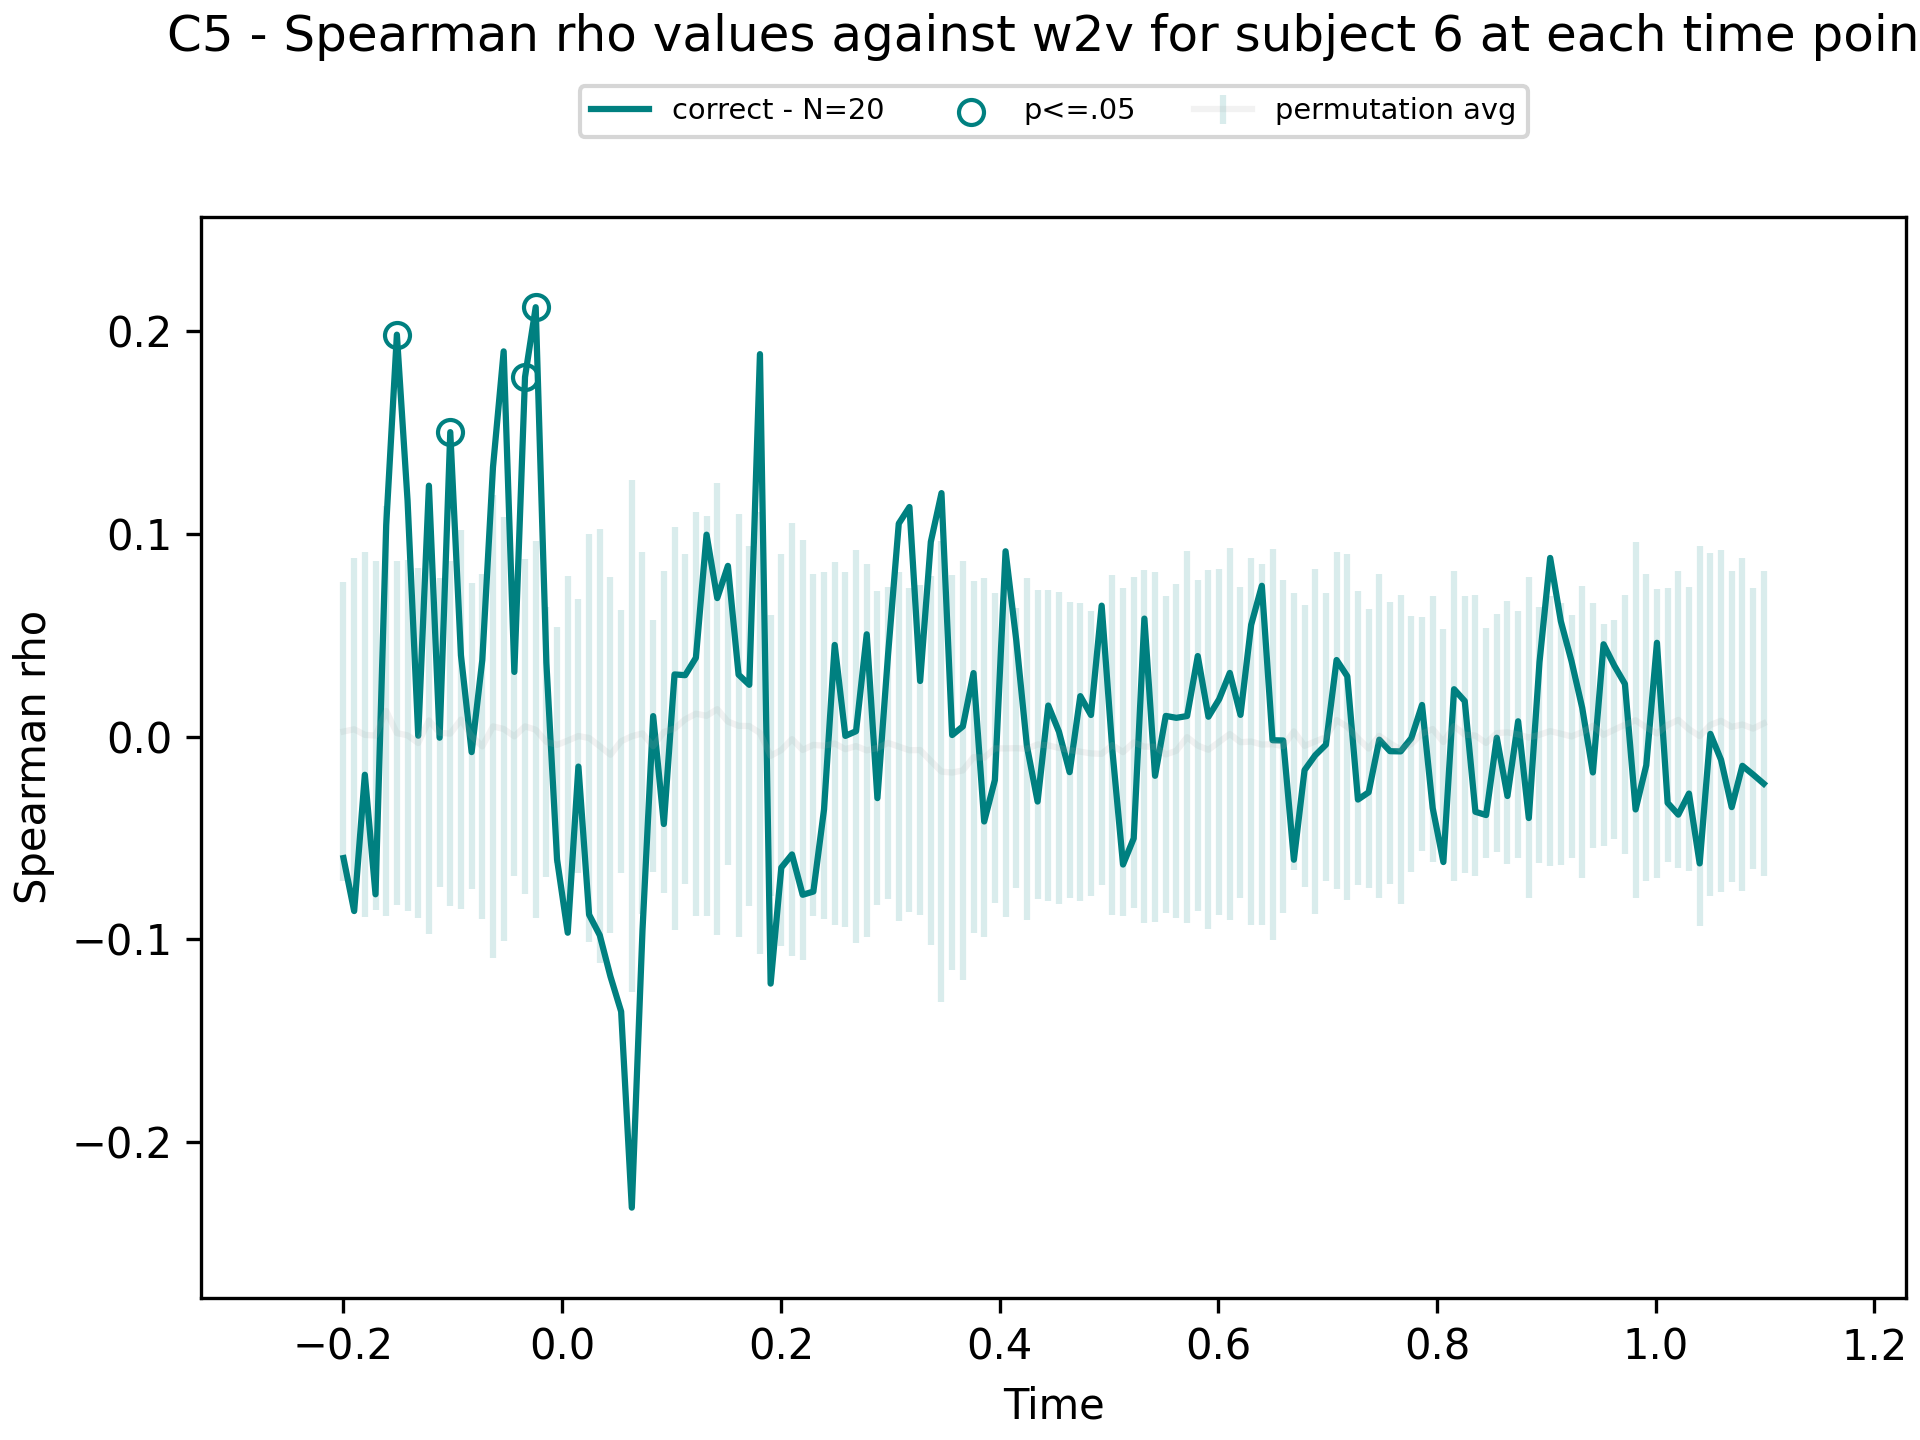 C5 - Spearman rho values against w2v for subject 6 at each time poin
correct - N=20
p<=.05
permutation avg
Spearman rho
0.2
0.1
0.0
−0.1
−0.2
−0.2 0.0 0.2 0.4 0.6 0.8 1.0 1.2
Time